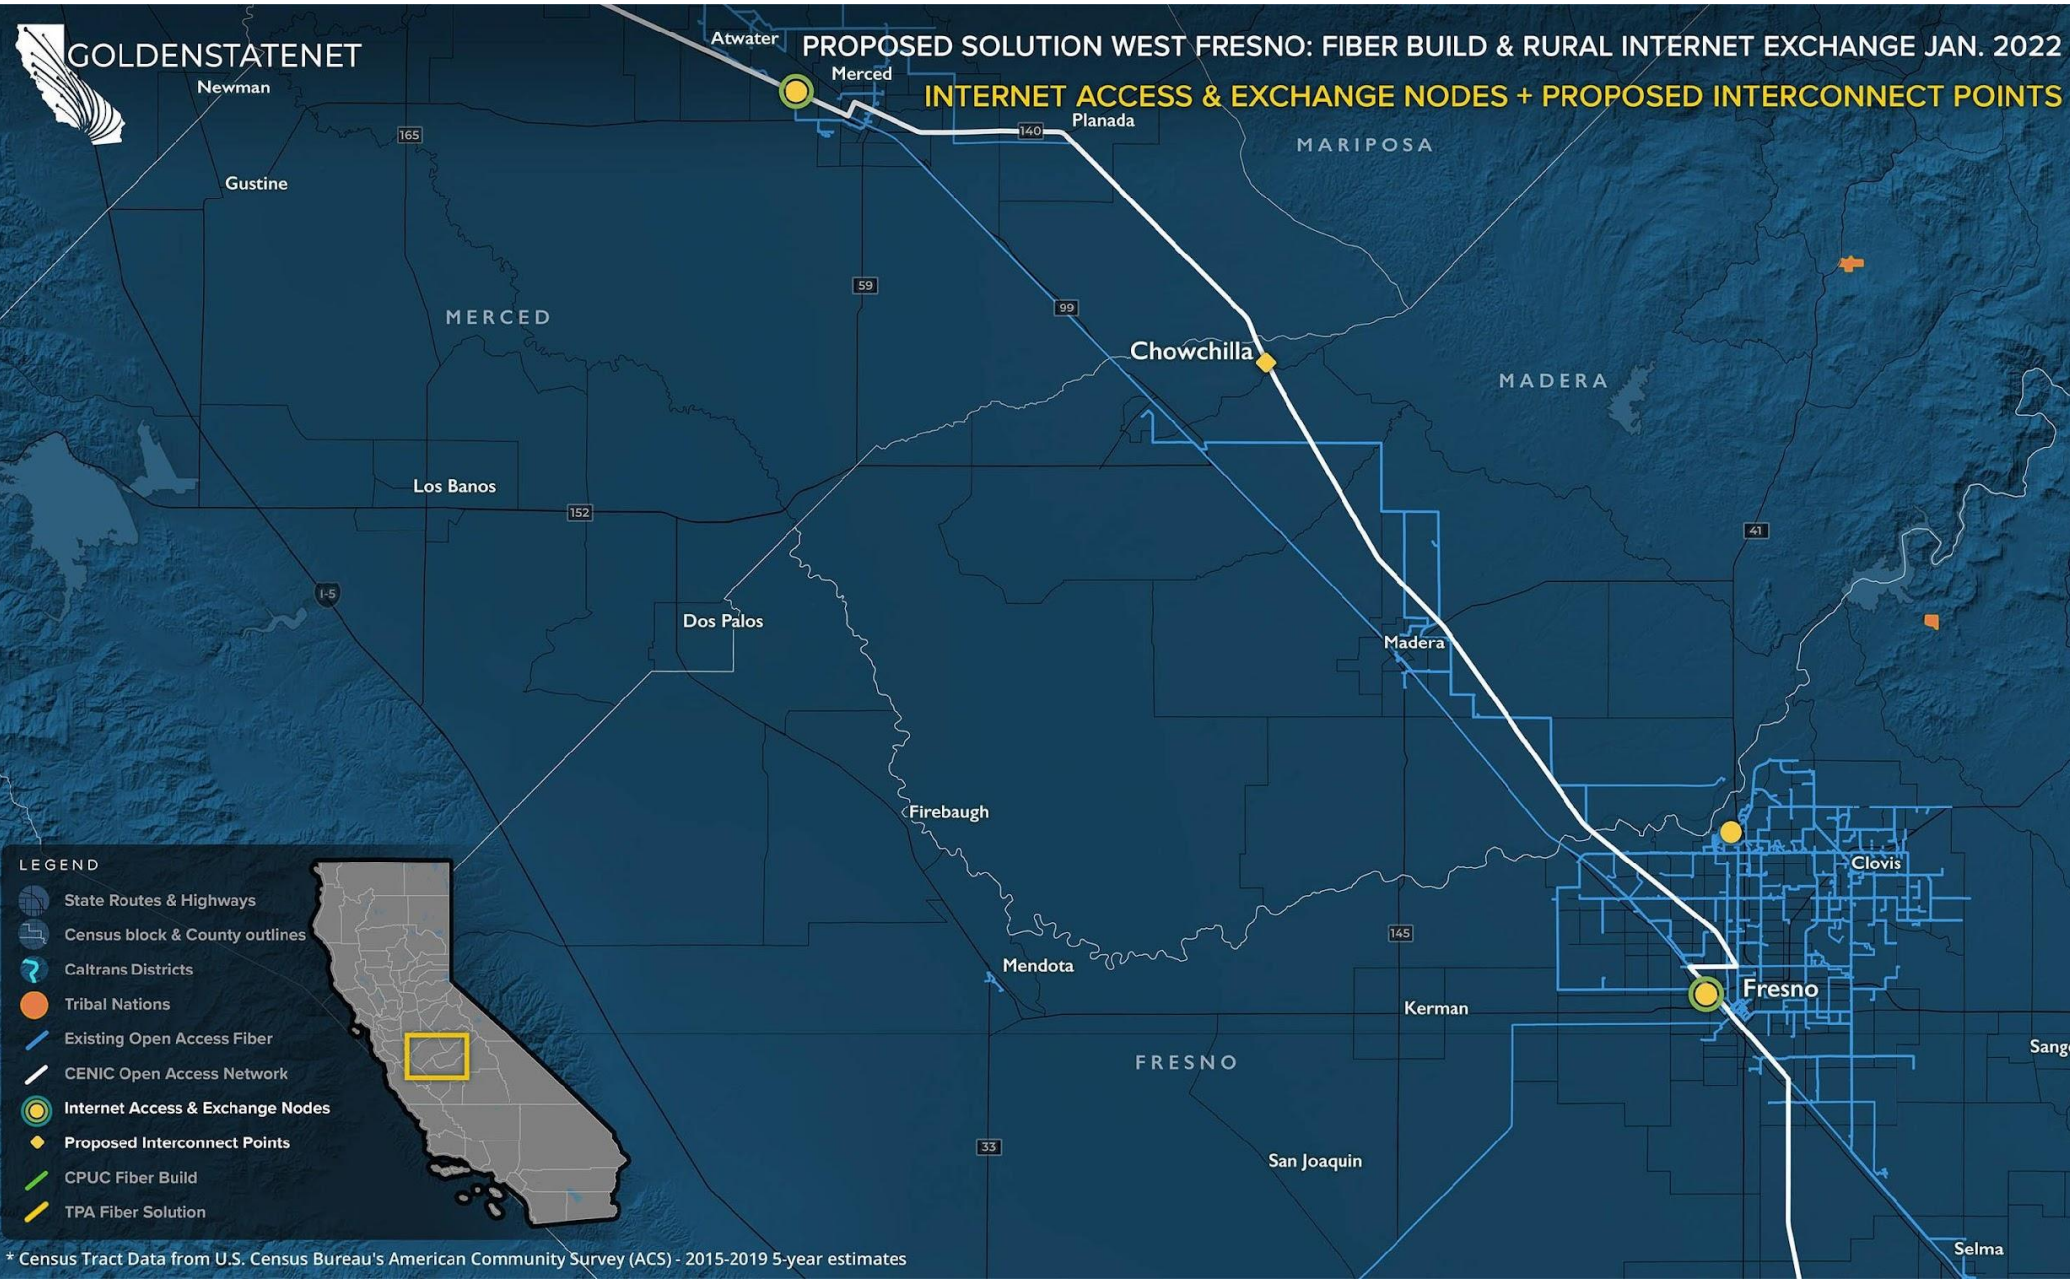 GOLDENSTATENET
PROPOSED SOLUTION WEST FRESNO: FIBER BUILD & RURAL INTERNET EXCHANGE JAN. 2022
INTERNET ACCESS & EXCHANGE NODES + PROPOSED INTERCONNECT POINTS
Atwater
Merced
Newman
Planada
140
165
MARIPOSA
Gustine
59
99
MERCED
Chowchilla
MADERA
Los Banos
152
41
I-5
Dos Palos
Madera
Firebaugh
Clovis
145
Mendota
Fresno
Kerman
Sang
FRESNO
33
San Joaquin
Selma
LEGEND
State Routes & Highways
Census block & County outlines
Caltrans Districts
Tribal Nations
Existing Open Access Fiber
CENIC Open Access Network
Internet Access & Exchange Nodes
Proposed Interconnect Points
CPUC Fiber Build
TPA Fiber Solution
* Census Tract Data from U.S. Census Bureau's American Community Survey (ACS) - 2015-2019 5-year estimates